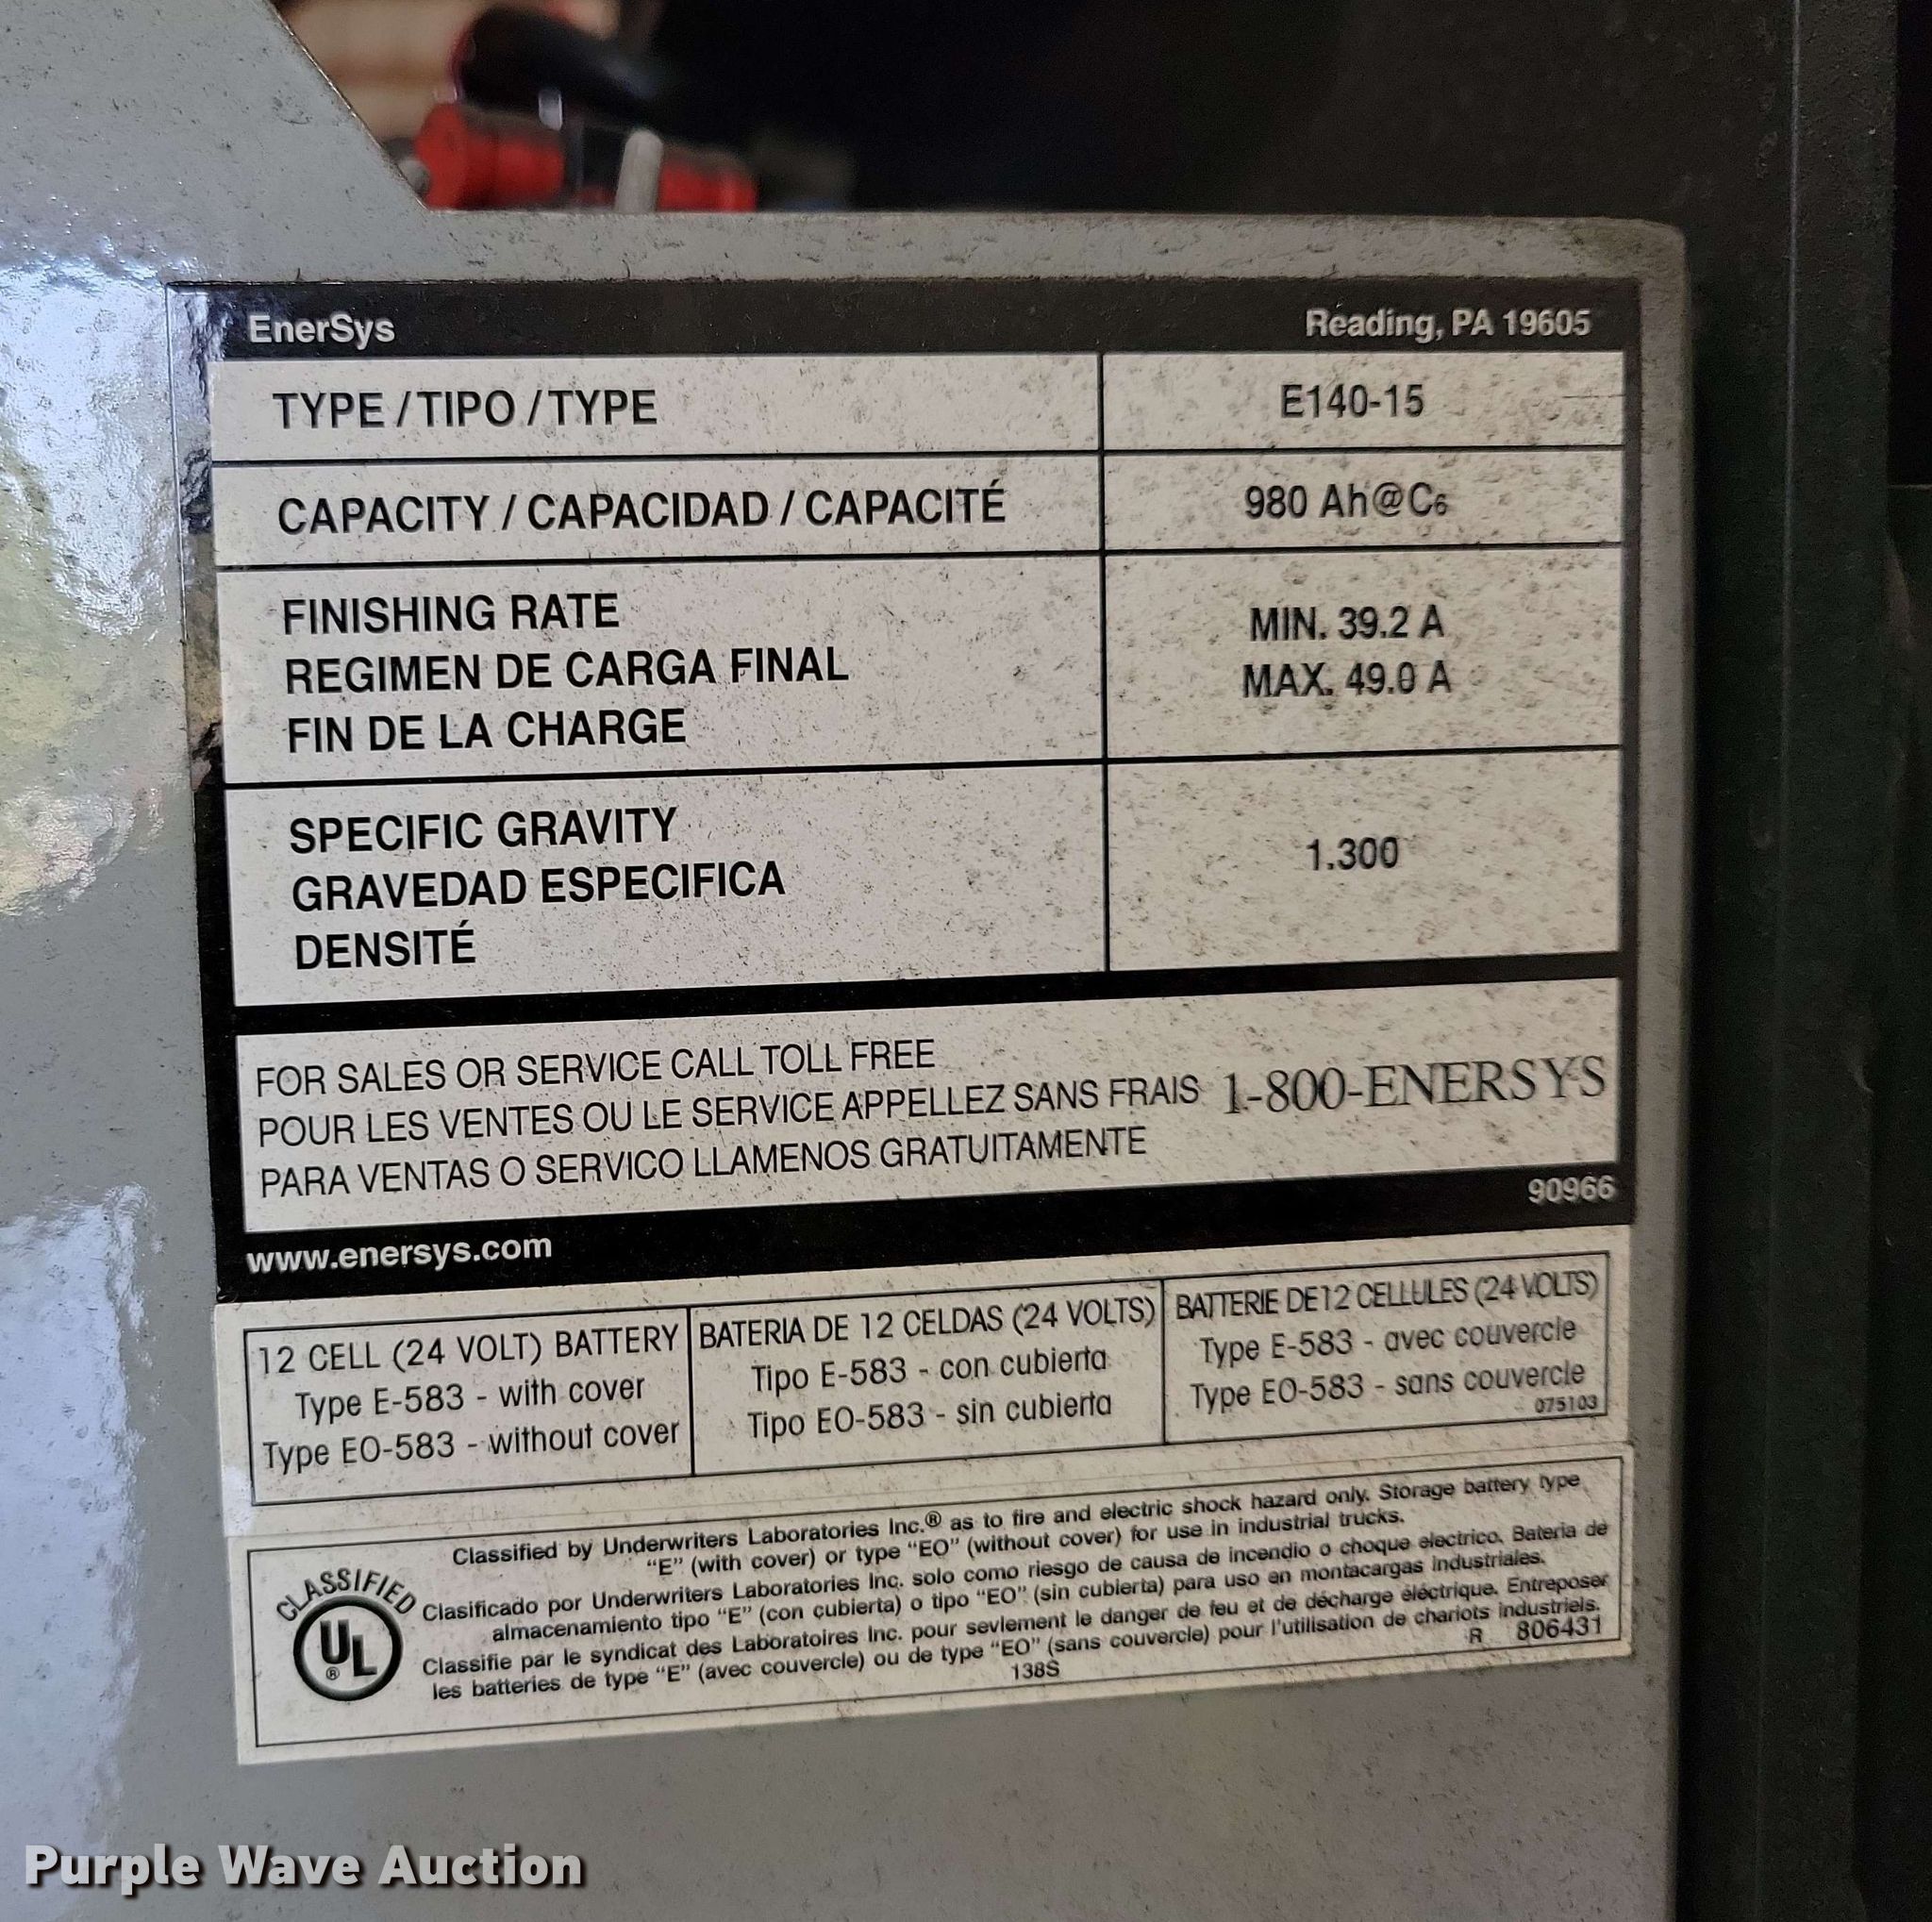 EnerSys Reading, PA 19605
TYPE / TIPO / TYPE E140-15
CAPACITY / CAPACIDAD / CAPACITÉ 980 Ah@C6
FINISHING RATE
REGIMEN DE CARGA FINAL
FIN DE LA CHARGE
MIN. 39.2 A
MAX. 49.0 A
SPECIFIC GRAVITY
GRAVEDAD ESPECIFICA
DENSITÉ
1.300
FOR SALES OR SERVICE CALL TOLL FREE
POUR LES VENTES OU LE SERVICE APPELLEZ SANS FRAIS
PARA VENTAS O SERVICO LLAMENOS GRATUITAMENTE
1-800-ENERSYS
90966
www.enersys.com
12 CELL (24 VOLT) BATTERY
Type E-583 - with cover
Type EO-583 - without cover
BATERIA DE 12 CELDAS (24 VOLTS)
Tipo E-583 - con cubierta
Tipo EO-583 - sin cubierta
BATTERIE DE 12 CELLULES (24 VOLTS)
Type E-583 - avec couvercle
Type EO-583 - sans couvercle
075103
CLASSIFIED
UL®
Classified by Underwriters Laboratories Inc.® as to fire and electric shock hazard only. Storage battery type
“E” (with cover) or type “EO” (without cover) for use in industrial trucks.
Clasificado por Underwriters Laboratories Inc. solo como riesgo de causa de incendio o choque electrico. Bateria de
almacenamiento tipo “E” (con cubierta) o tipo “EO” (sin cubierta) para uso en montacargas industriales.
Classifie par le syndicat des Laboratoires Inc. pour sevlement le danger de feu et de décharge éléctrique. Entreposer
les batteries de type “E” (avec couvercle) ou de type “EO” (sans couvercle) pour l'utilisation de chariots industriels.
138S
R 806431
Purple Wave Auction